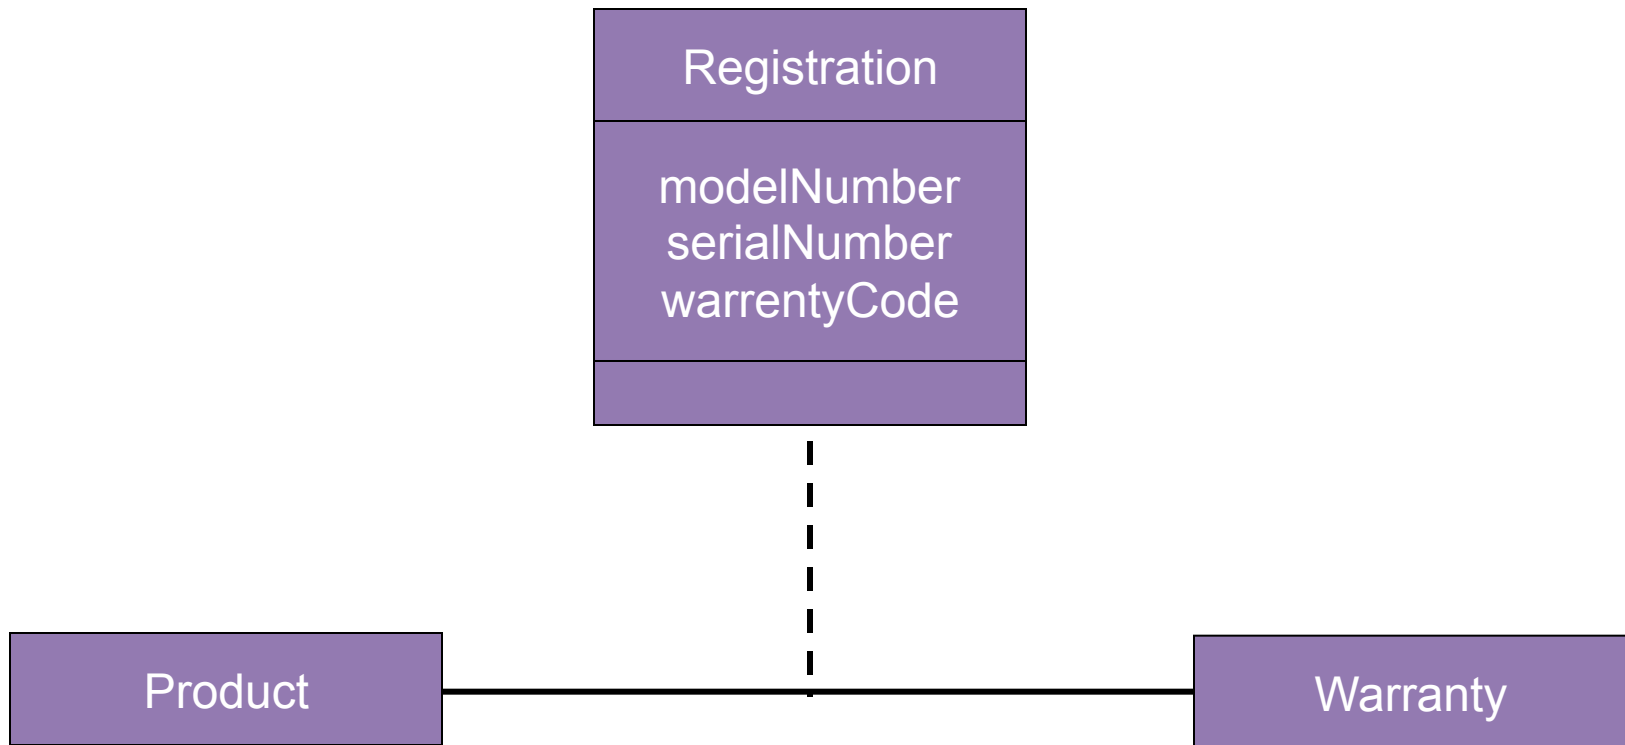 Registration
modelNumber
serialNumber
warrentyCode
Product
Warranty